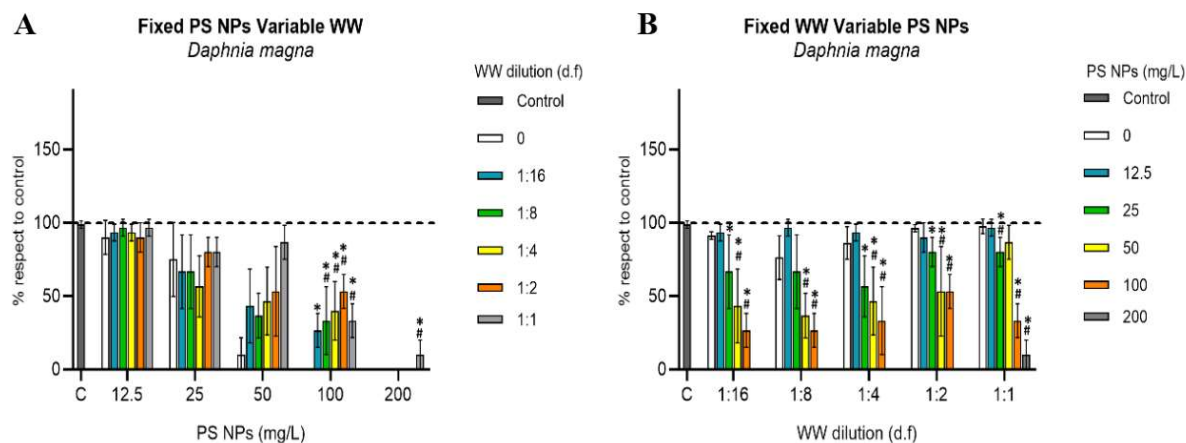 A
Fixed PS NPs Variable WW
Daphnia magna
% respect to control
150
100
50
0
* # * # * # * # * # * #
C 12.5 25 50 100 200
PS NPs (mg/L)
WW dilution (d.f)
Control
0
1:16
1:8
1:4
1:2
1:1
B
Fixed WW Variable PS NPs
Daphnia magna
% respect to control
150
100
50
0
C 1:16 1:8 1:4 1:2 1:1
WW dilution (d.f)
PS NPs (mg/L)
Control
0
12.5
25
50
100
200